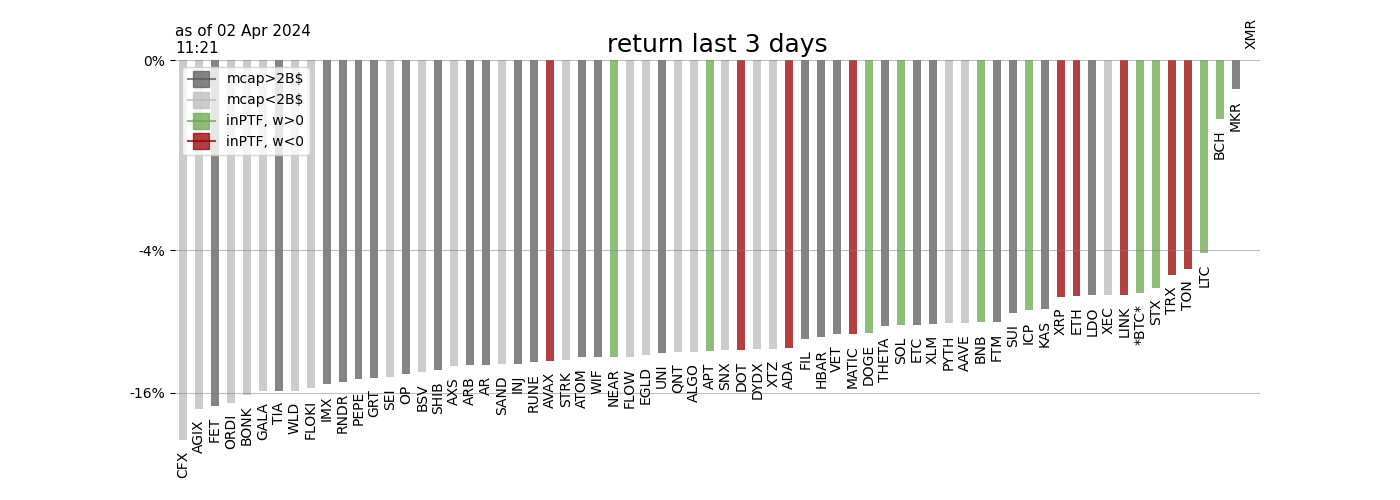 as of 02 Apr 2024
11:21
return last 3 days
XMR
0%
mcap>2B$
mcap<2B$
inPTF, w>0
inPTF, w<0
-4%
-16%
CFX
AGIX
FET
ORDI
BONK
GALA
TIA
WLD
FLOKI
IMX
RNDR
PEPE
GRT
SEI
OP
BSV
SHIB
AXS
ARB
AR
SAND
INJ
RUNE
AVAX
STRK
ATOM
WIF
NEAR
FLOW
EGLD
UNI
QNT
ALGO
APT
SNX
DOT
DYDX
XTZ
ADA
FIL
HBAR
VET
MATIC
DOGE
THETA
SOL
ETC
XLM
PYTH
AAVE
BNB
FTM
SUI
ICP
KAS
XRP
ETH
LDO
XEC
LINK
*BTC*
STX
TRX
TON
LTC
BCH
MKR